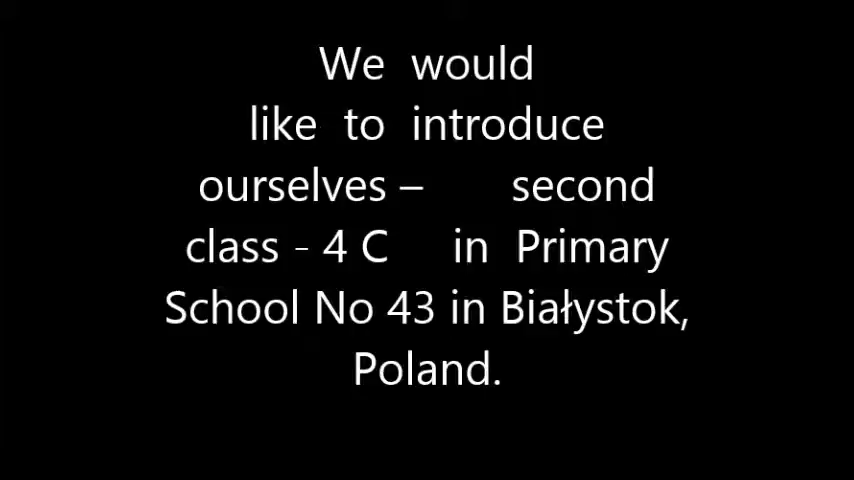 We would
like to introduce
ourselves – second
class - 4 C in Primary
School No 43 in Białystok,
Poland.